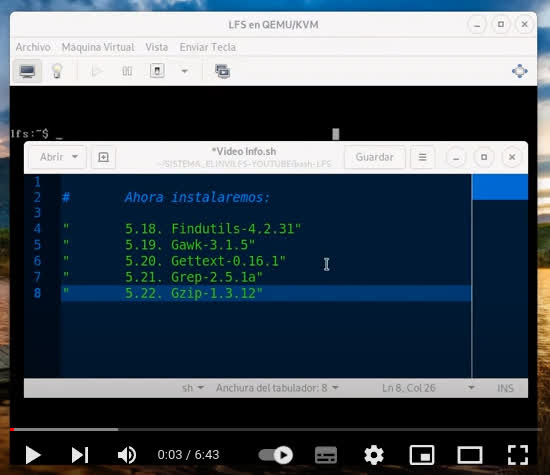 LFS en QEMU/KVM
Archivo Máquina Virtual Vista Enviar Tecla
lfs:~$ _
Abrir *Video info.sh Guardar
~/SISTEMA_ELINVILFS-YOUTUBE/bash-LFS
1
2 # Ahora instalaremos:
3
4 " 5.18. Findutils-4.2.31"
5 " 5.19. Gawk-3.1.5"
6 " 5.20. Gettext-0.16.1"
7 " 5.21. Grep-2.5.1a"
8 " 5.22. Gzip-1.3.12"
sh Anchura del tabulador: 8 Ln 8, Col 26 INS
0:03 / 6:43